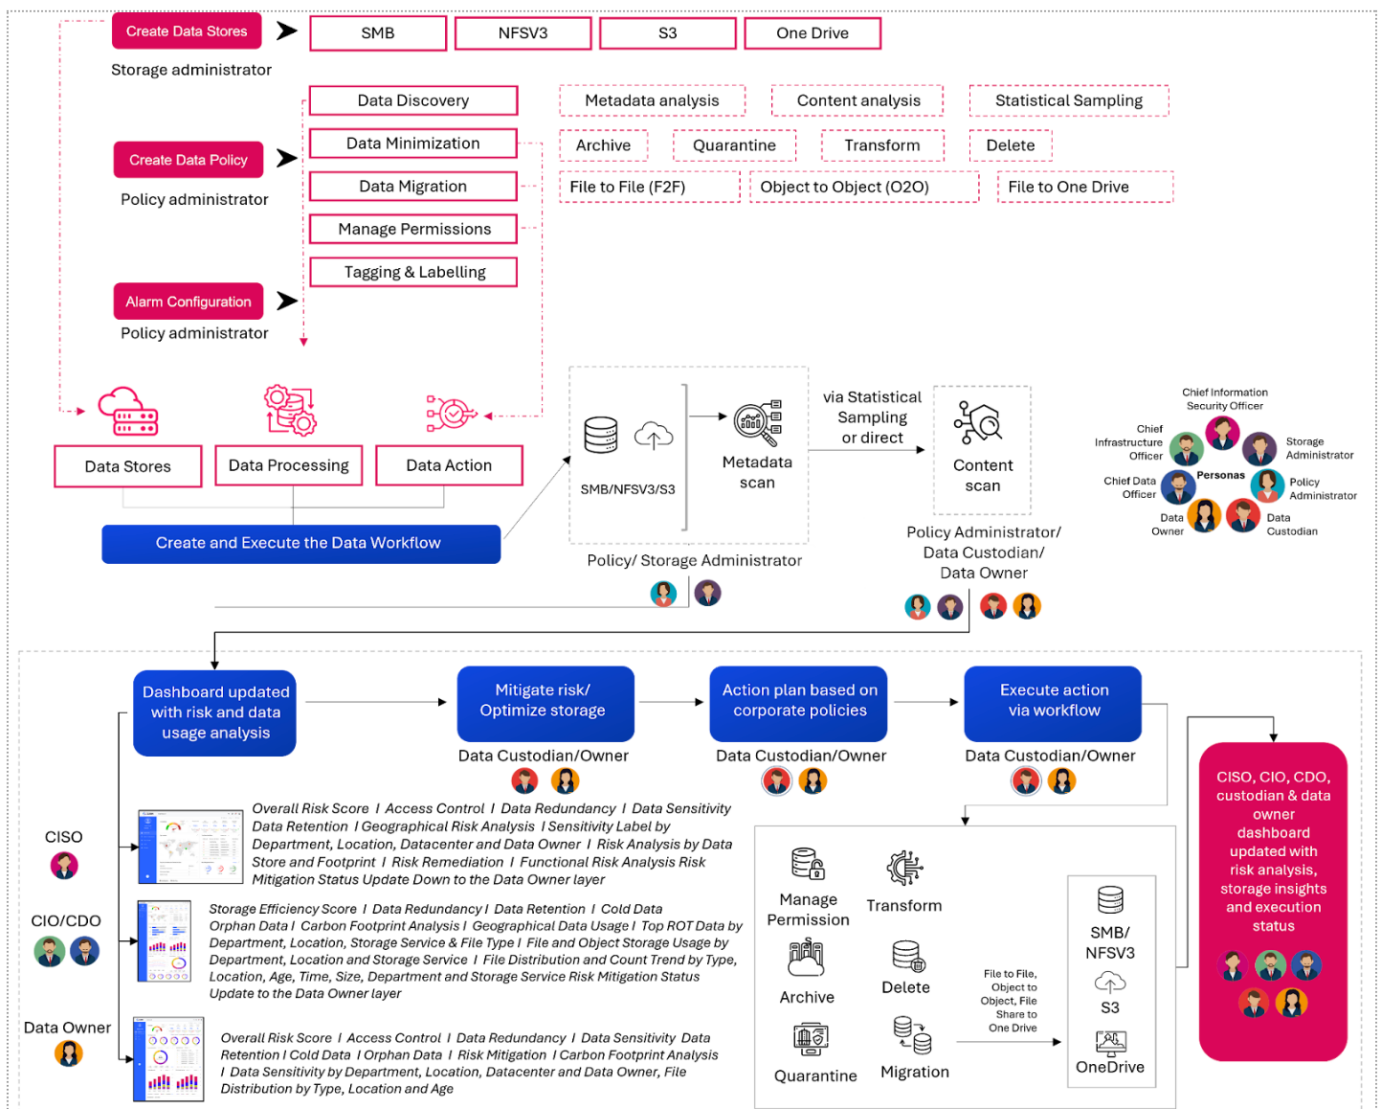 Create Data Stores
SMB
NFSV3
S3
One Drive
Storage administrator
Data Discovery
Metadata analysis
Content analysis
Statistical Sampling
Create Data Policy
Policy administrator
Data Minimization
Archive
Quarantine
Transform
Delete
Data Migration
File to File (F2F)
Object to Object (O2O)
File to One Drive
Manage Permissions
Tagging & Labelling
Alarm Configuration
Policy administrator
Data Stores
Data Processing
Data Action
Create and Execute the Data Workflow
SMB/NFSV3/S3
Metadata
scan
Policy/ Storage Administrator
via Statistical
Sampling
or direct
Content
scan
Policy Administrator/
Data Custodian/
Data Owner
Chief Information
Security Officer
Chief
Infrastructure
Officer
Storage
Administrator
Personas
Chief Data
Officer
Policy
Administrator
Data
Owner
Data
Custodian
Dashboard updated
with risk and data
usage analysis
Mitigate risk/
Optimize storage
Data Custodian/Owner
Action plan based on
corporate policies
Data Custodian/Owner
Execute action
via workflow
Data Custodian/Owner
CISO
Overall Risk Score I Access Control I Data Redundancy I Data Sensitivity
Data Retention I Geographical Risk Analysis I Sensitivity Label by
Department, Location, Datacenter and Data Owner I Risk Analysis by Data
Store and Footprint I Risk Remediation I Functional Risk Analysis Risk
Mitigation Status Update Down to the Data Owner layer
CIO/CDO
Storage Efficiency Score I Data Redundancy I Data Retention I Cold Data
Orphan Data I Carbon Footprint Analysis I Geographical Data Usage I Top ROT Data by
Department, Location, Storage Service & File Type I File and Object Storage Usage by
Department, Location and Storage Service I File Distribution and Count Trend by Type,
Location, Age, Time, Size, Department and Storage Service Risk Mitigation Status
Update to the Data Owner layer
Data Owner
Overall Risk Score I Access Control I Data Redundancy I Data Sensitivity Data
Retention I Cold Data I Orphan Data I Risk Mitigation I Carbon Footprint Analysis
I Data Sensitivity by Department, Location, Datacenter and Data Owner, File
Distribution by Type, Location and Age
Manage
Permission
Transform
Archive
Delete
Quarantine
Migration
File to File,
Object to
Object, File
Share to
One Drive
SMB/
NFSV3
S3
OneDrive
CISO, CIO, CDO,
custodian & data
owner
dashboard
updated with
risk analysis,
storage insights
and execution
status